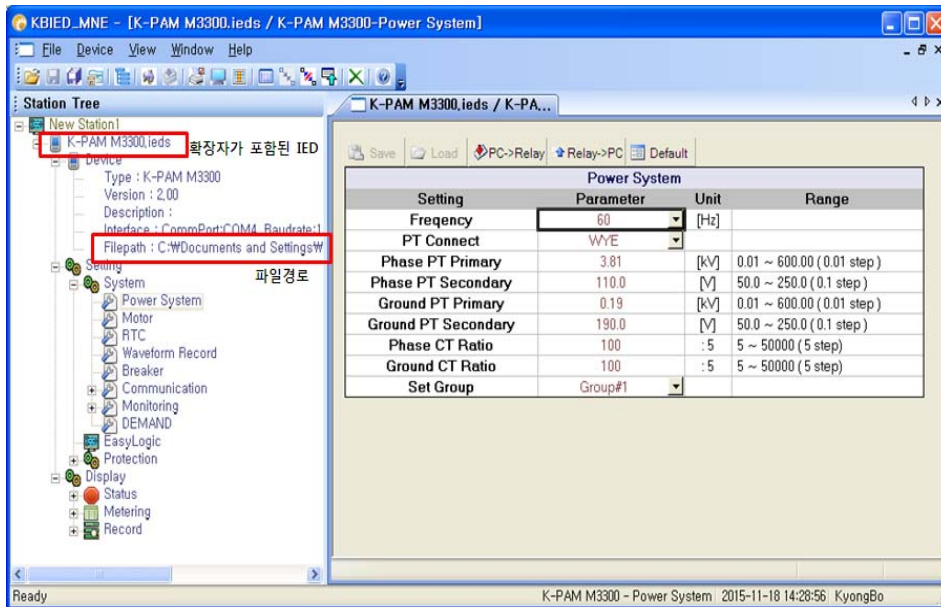 KBIED_MNE - [K-PAM M3300.ieds / K-PAM M3300-Power System]
File Device View Window Help
Station Tree
New Station1
K-PAM M3300.ieds
확장자가 포함된 IED
Device
Type : K-PAM M3300
Version : 2.00
Description :
Interface : CommPort:COM4, Baudrate:1
Filepath : C:₩Documents and Settings₩
파일경로
Setting
System
Power System
Motor
RTC
Waveform Record
Breaker
Communication
Monitoring
DEMAND
EasyLogic
Protection
Display
Status
Metering
Record
K-PAM M3300.ieds / K-PA...
Save Load PC->Relay Relay->PC Default
Power System
Setting Parameter Unit Range
Freqency 60 [Hz]
PT Connect WYE
Phase PT Primary 3.81 [kV] 0.01 ~ 600.00 ( 0.01 step )
Phase PT Secondary 110.0 [V] 50.0 ~ 250.0 ( 0.1 step )
Ground PT Primary 0.19 [kV] 0.01 ~ 600.00 ( 0.01 step )
Ground PT Secondary 190.0 [V] 50.0 ~ 250.0 ( 0.1 step )
Phase CT Ratio 100 : 5 5 ~ 50000 ( 5 step)
Ground CT Ratio 100 : 5 5 ~ 50000 ( 5 step)
Set Group Group#1
Ready
K-PAM M3300 - Power System 2015-11-18 14:28:56 KyongBo